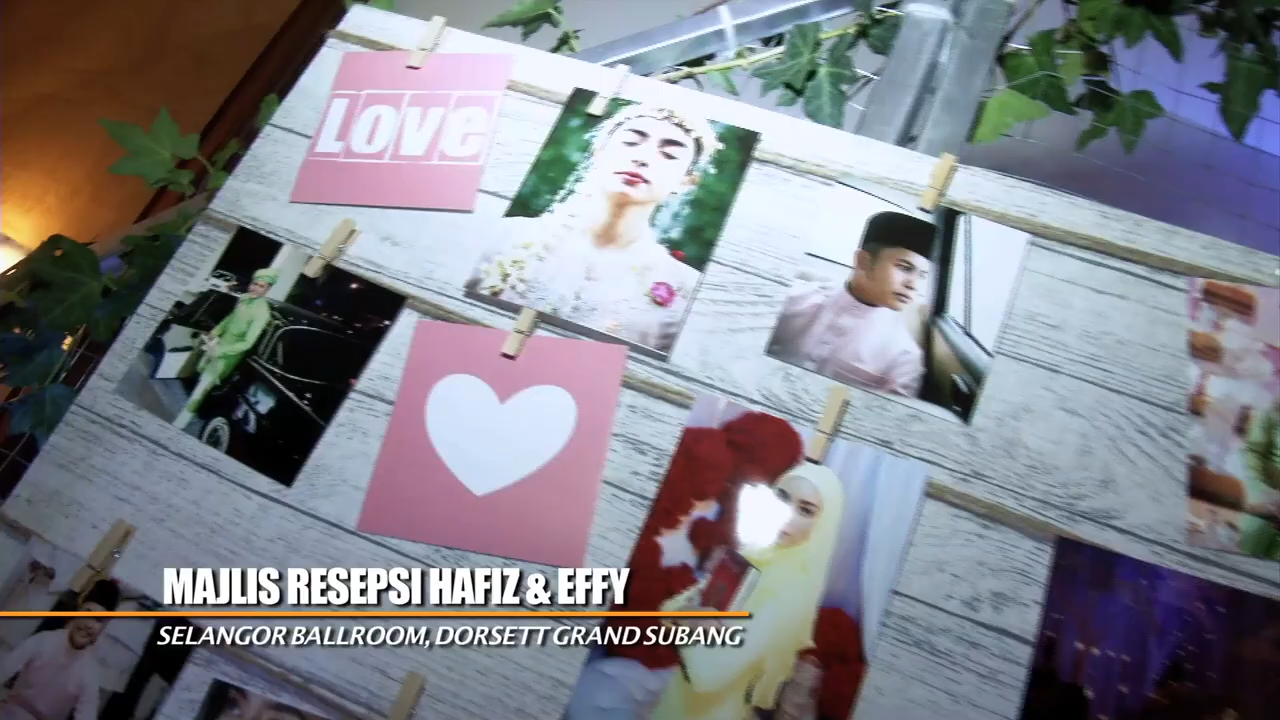 Love
MAJLIS RESEPSI HAFIZ & EFFY
SELANGOR BALLROOM, DORSETT GRAND SUBANG